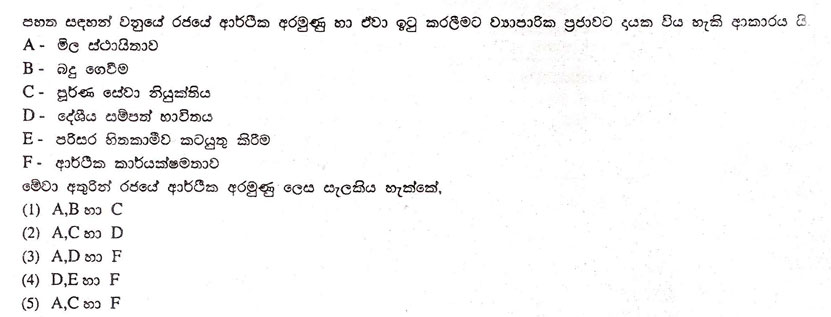 පහත සඳහන් වනුයේ රජයේ ආර්ථික අරමුණු හා ඒවා ඉටු කරලීමට ව්‍යාපාරික ප්‍රජාවට දායක විය හැකි ආකාරය යි.
A - මිල ස්ථායිතාව
B - බදු ගෙවීම
C - පූර්ණ සේවා නියුක්තිය
D - දේශීය සම්පත් භාවිතය
E - පරිසර හිතකාමීව කටයුතු කිරීම
F - ආර්ථික කාර්යක්ෂමතාව
මේවා අතුරින් රජයේ ආර්ථික අරමුණු ලෙස සැලකිය හැක්කේ,
(1) A,B හා C
(2) A,C හා D
(3) A,D හා F
(4) D,E හා F
(5) A,C හා F